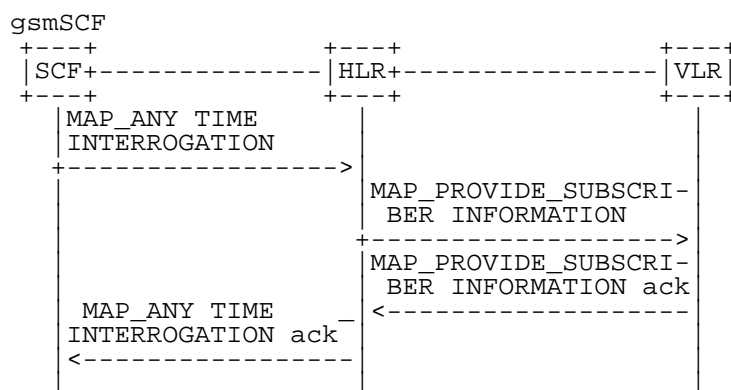 gsmSCF
SCF HLR VLR
MAP_ANY TIME
INTERROGATION
MAP_PROVIDE_SUBSCRI-
BER INFORMATION
MAP_PROVIDE_SUBSCRI-
BER INFORMATION ack
MAP_ANY TIME _
INTERROGATION ack